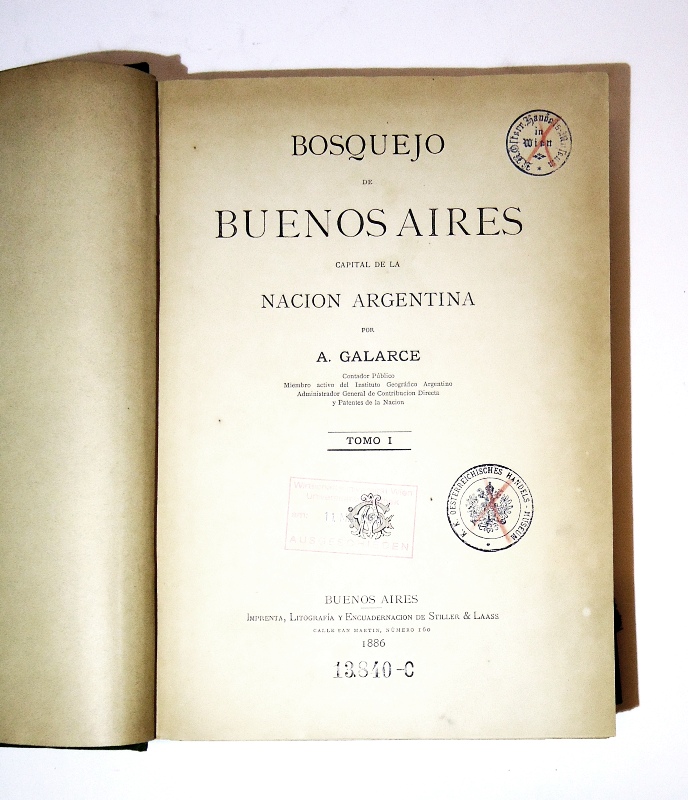 BOSQUEJO
DE
BUENOS AIRES
CAPITAL DE LA
NACION ARGENTINA
POR
A. GALARCE
Contador Público
Miembro activo del Instituto Geográfico Argentino
Administrador General de Contribucion Directa
y Patentes de la Nacion
TOMO I
K. K. OESTERREICHISCHES HANDELS-MUSEUM
BUENOS AIRES
IMPRENTA, LITOGRAFÍA Y ENCUADERNACION DE STILLER & LAASS
CALLE SAN MARTIN, NÚMERO 160
1886
13.840-C
in
Wien